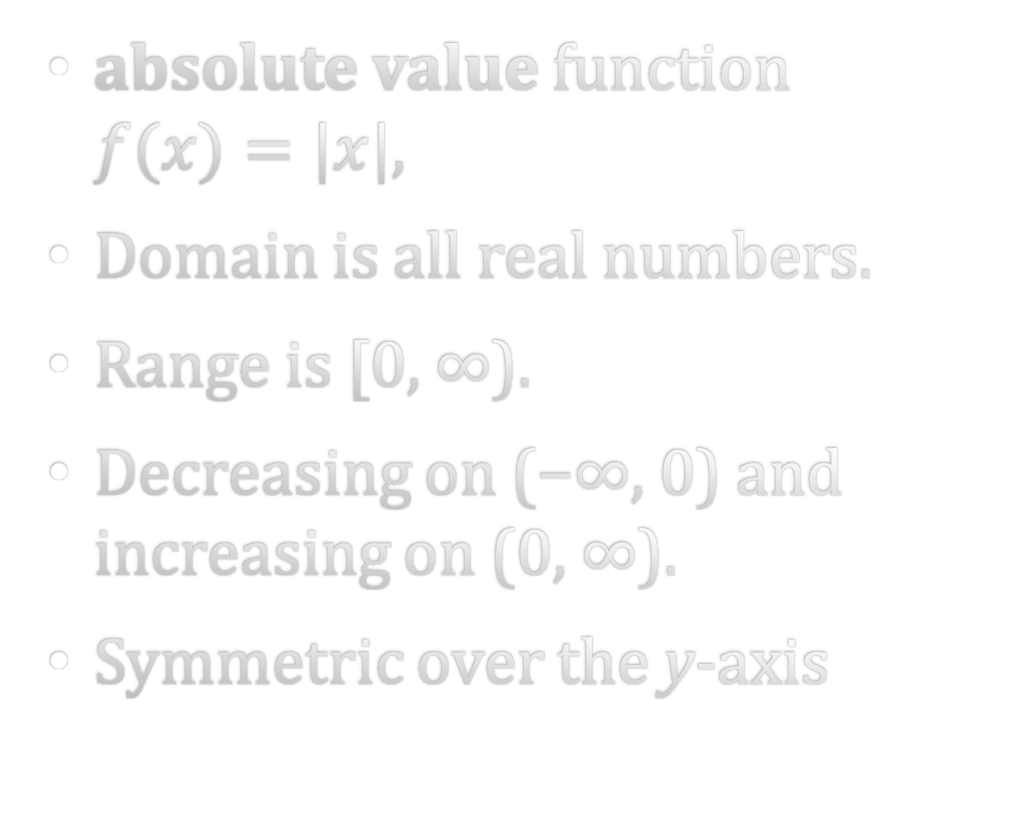 ◦ absolute value function
f(x) = |x|,
◦ Domain is all real numbers.
◦ Range is [0, ∞).
◦ Decreasing on (−∞, 0) and
increasing on (0, ∞).
◦ Symmetric over the y-axis